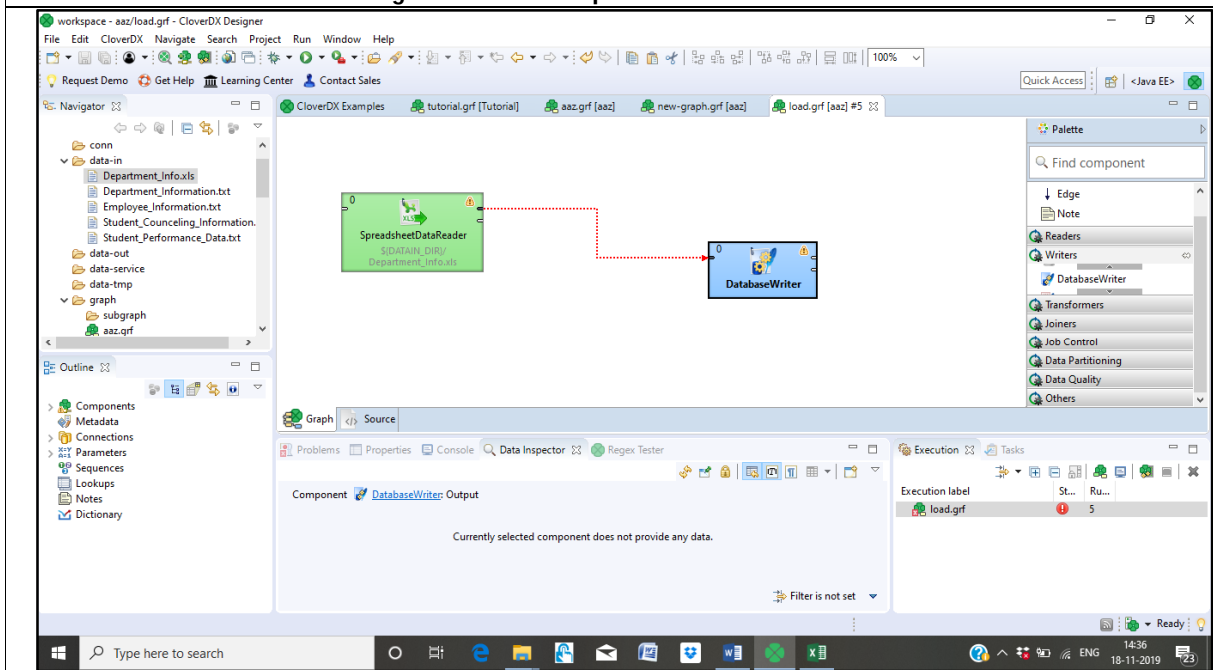 workspace - aaz/load.grf - CloverDX Designer
File Edit CloverDX Navigate Search Project Run Window Help
100%
Request Demo Get Help Learning Center Contact Sales
Quick Access <Java EE>
Navigator
CloverDX Examples tutorial.grf [Tutorial] aaz.grf [aaz] new-graph.grf [aaz] load.grf [aaz] #5
conn
data-in
Department_Info.xls
Department_Information.txt
Employee_Information.txt
Student_Counceling_Information.
Student_Performance_Data.txt
data-out
data-service
data-tmp
graph
subgraph
aaz.grf
0
XLS
SpreadsheetDataReader
$(DATAIN_DIR)/
Department_Info.xls
0
DatabaseWriter
Palette
Find component
Edge
Note
Readers
Writers
DatabaseWriter
Transformers
Joiners
Job Control
Data Partitioning
Data Quality
Others
Outline
Components
Metadata
Connections
Parameters
Sequences
Lookups
Notes
Dictionary
Graph Source
Problems Properties Console Data Inspector Regex Tester
Component DatabaseWriter: Output
Currently selected component does not provide any data.
Filter is not set
Execution Tasks
Execution label St... Ru...
load.grf 5
Ready
Type here to search
ENG
14:36
18-11-2019
23